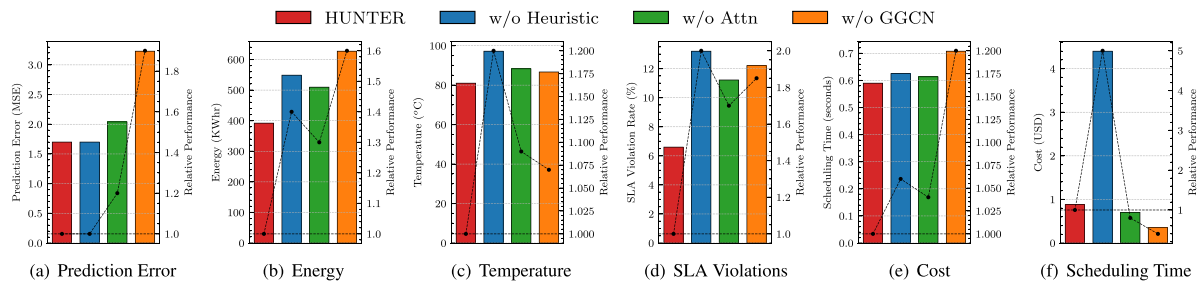 HUNTER w/o Heuristic w/o Attn w/o GGCN
Prediction Error (MSE)
0.0 0.5 1.0 1.5 2.0 2.5 3.0
1.0 1.2 1.4 1.6 1.8
Relative Performance
(a) Prediction Error
Energy (KWhr)
0 100 200 300 400 500 600
1.0 1.1 1.2 1.3 1.4 1.5 1.6
Relative Performance
(b) Energy
Temperature (°C)
0 20 40 60 80 100
1.000 1.025 1.050 1.075 1.100 1.125 1.150 1.175 1.200
Relative Performance
(c) Temperature
SLA Violation Rate (%)
0 2 4 6 8 10 12
1.0 1.2 1.4 1.6 1.8 2.0
Relative Performance
(d) SLA Violations
Scheduling Time (seconds)
0.0 0.1 0.2 0.3 0.4 0.5 0.6 0.7
1.000 1.025 1.050 1.075 1.100 1.125 1.150 1.175 1.200
Relative Performance
(e) Cost
Cost (USD)
0 1 2 3 4
1 2 3 4 5
Relative Performance
(f) Scheduling Time